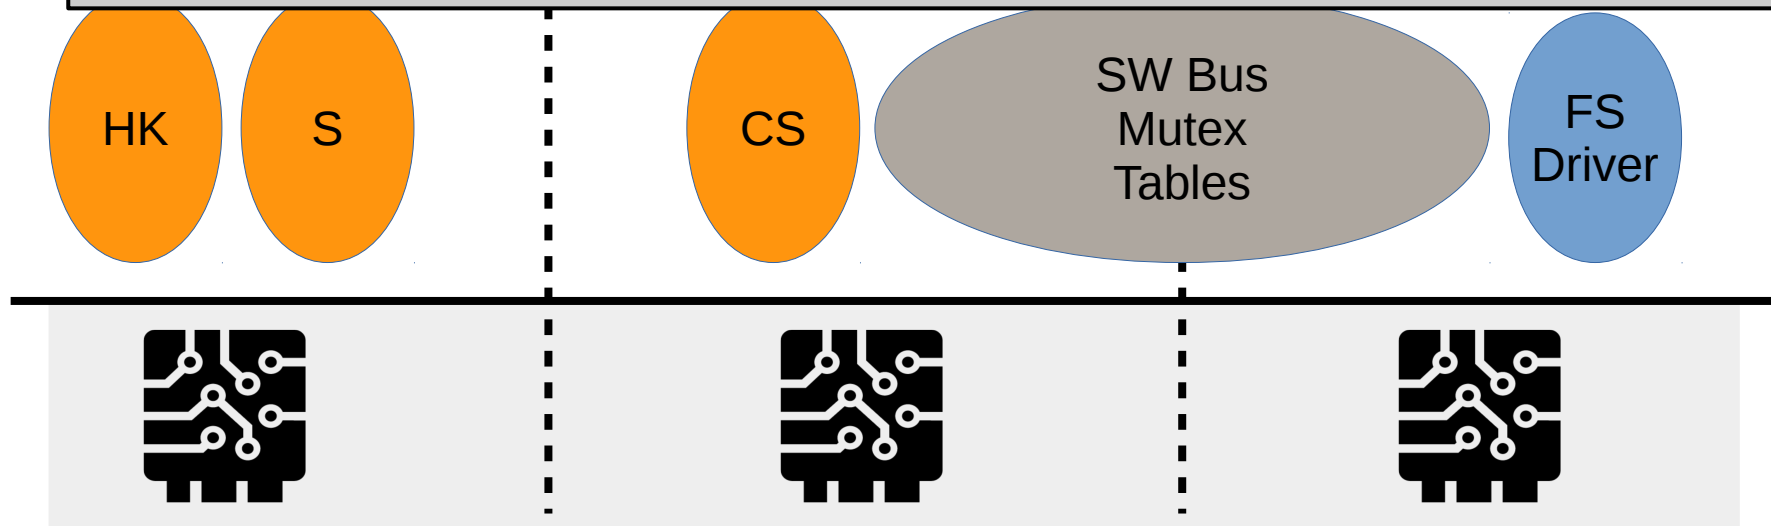 HK
S
CS
SW Bus
Mutex
Tables
FS
Driver